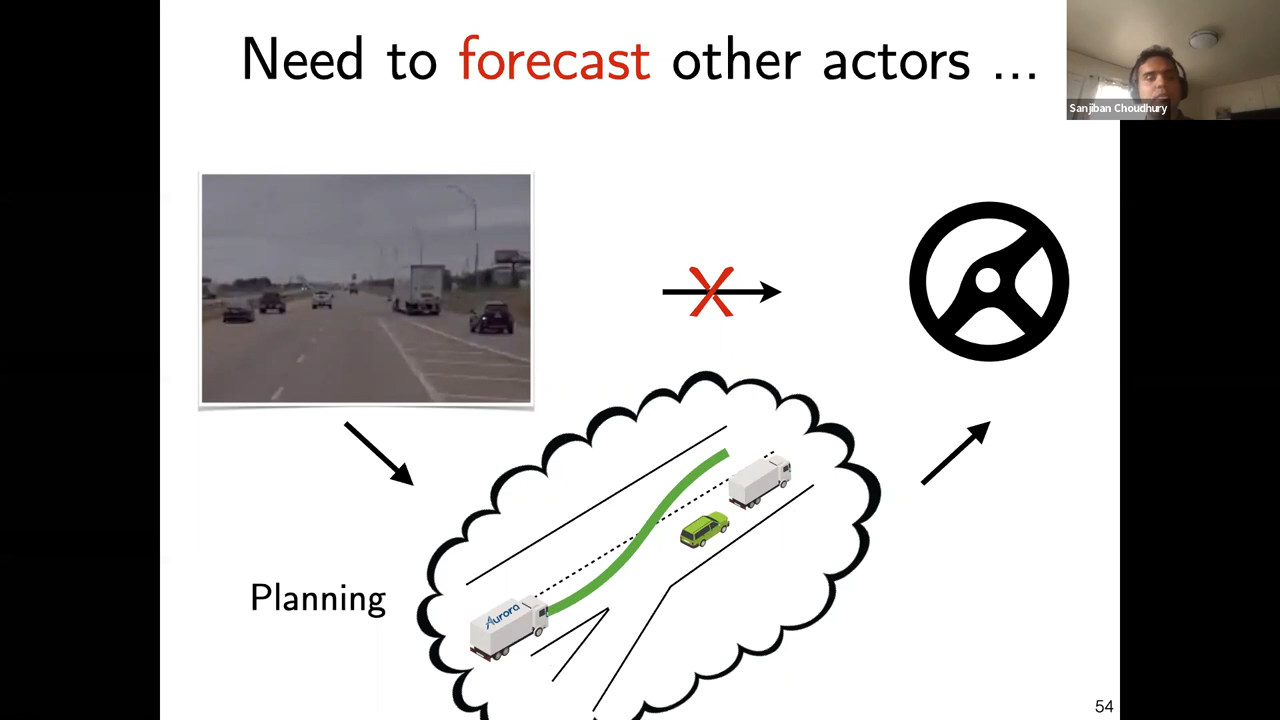 Need to forecast other actors ...
Sanjiban Choudhury
Planning
Aurora
54